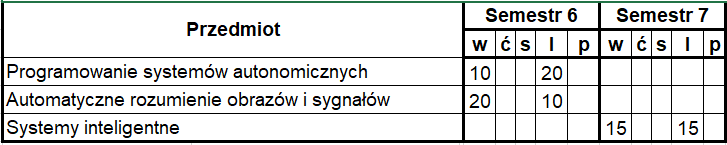 Przedmiot Semestr 6 Semestr 7
w ć s l p w ć s l p
Programowanie systemów autonomicznych 10 20
Automatyczne rozumienie obrazów i sygnałów 20 10
Systemy inteligentne 15 15